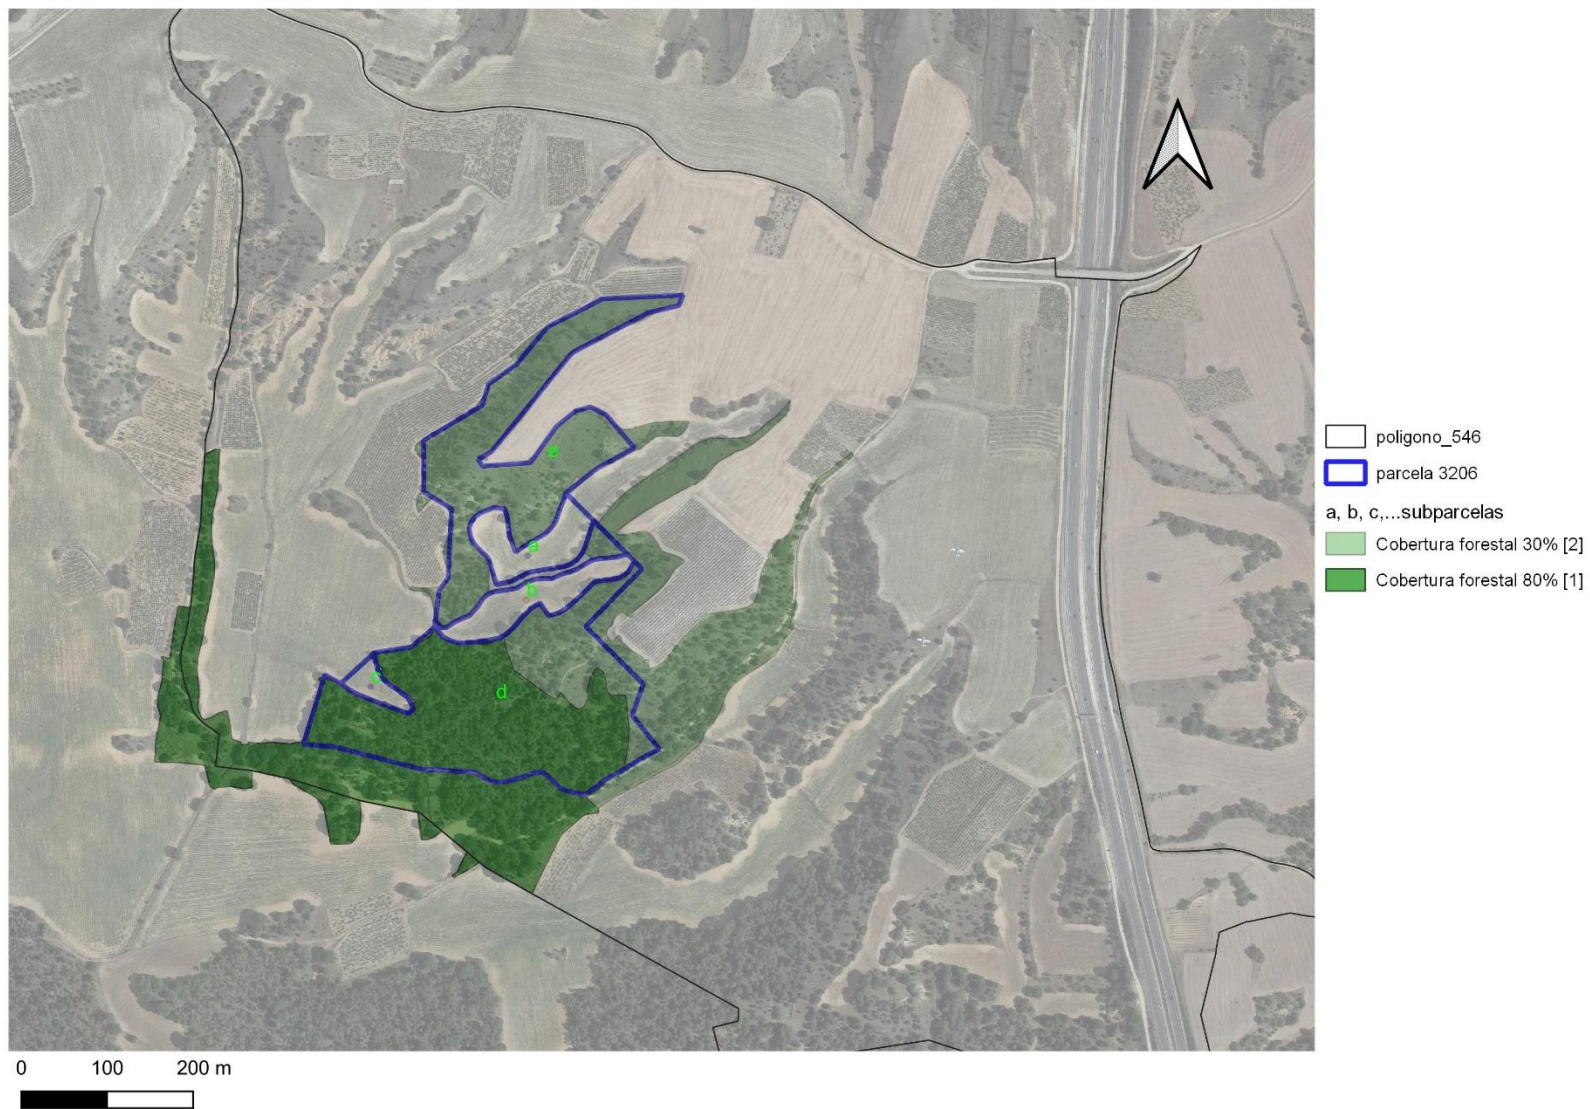 e
a
b
c
d
poligono_546
parcela 3206
a, b, c,...subparcelas
Cobertura forestal 30% [2]
Cobertura forestal 80% [1]
0 100 200 m